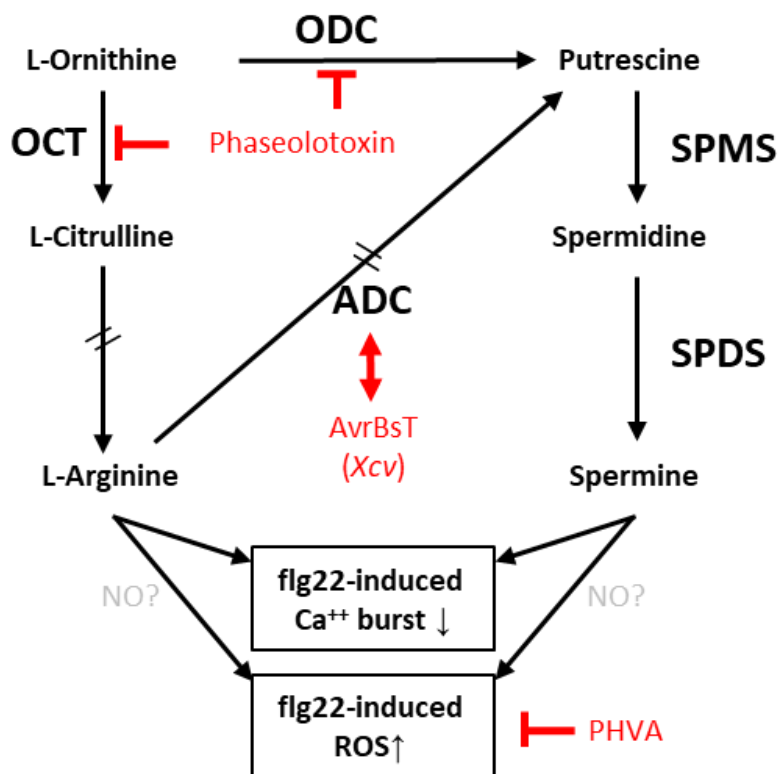 ODC
L-Ornithine
Putrescine
OCT
Phaseolotoxin
SPMS
L-Citrulline
Spermidine
ADC
SPDS
AvrBsT
(Xcv)
L-Arginine
Spermine
flg22-induced
Ca⁺⁺ burst ↓
NO?
NO?
flg22-induced
ROS↑
PHVA